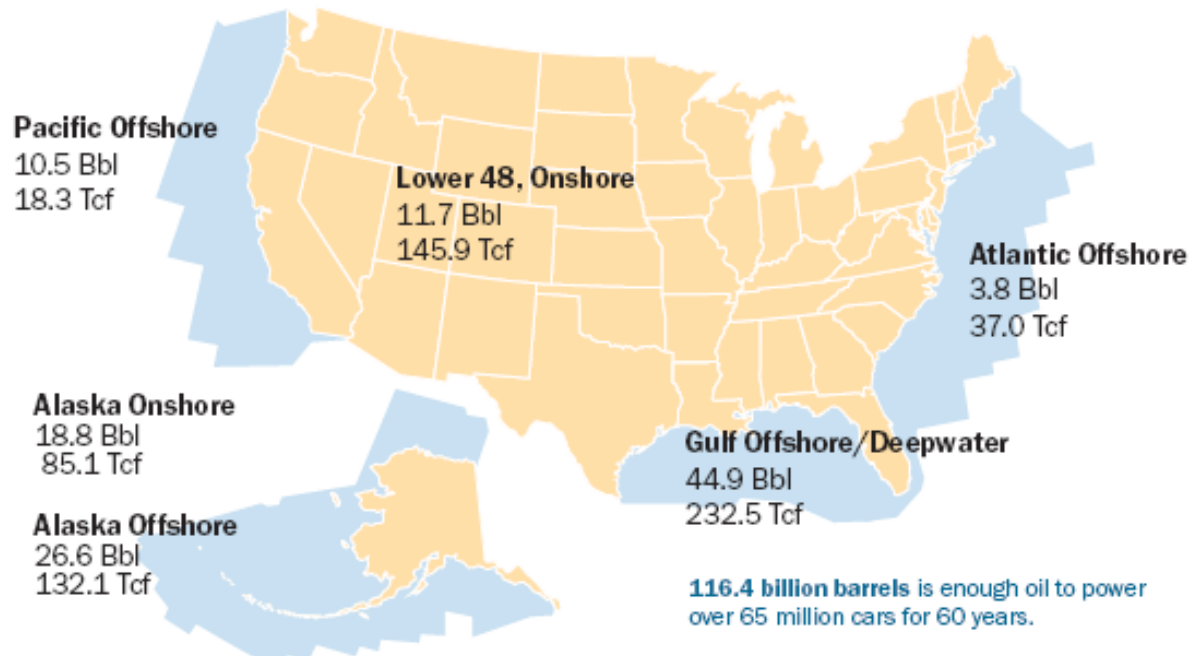 Pacific Offshore
10.5 Bbl
18.3 Tcf
Lower 48, Onshore
11.7 Bbl
145.9 Tcf
Atlantic Offshore
3.8 Bbl
37.0 Tcf
Alaska Onshore
18.8 Bbl
85.1 Tcf
Gulf Offshore/Deepwater
44.9 Bbl
232.5 Tcf
Alaska Offshore
26.6 Bbl
132.1 Tcf
116.4 billion barrels is enough oil to power
over 65 million cars for 60 years.